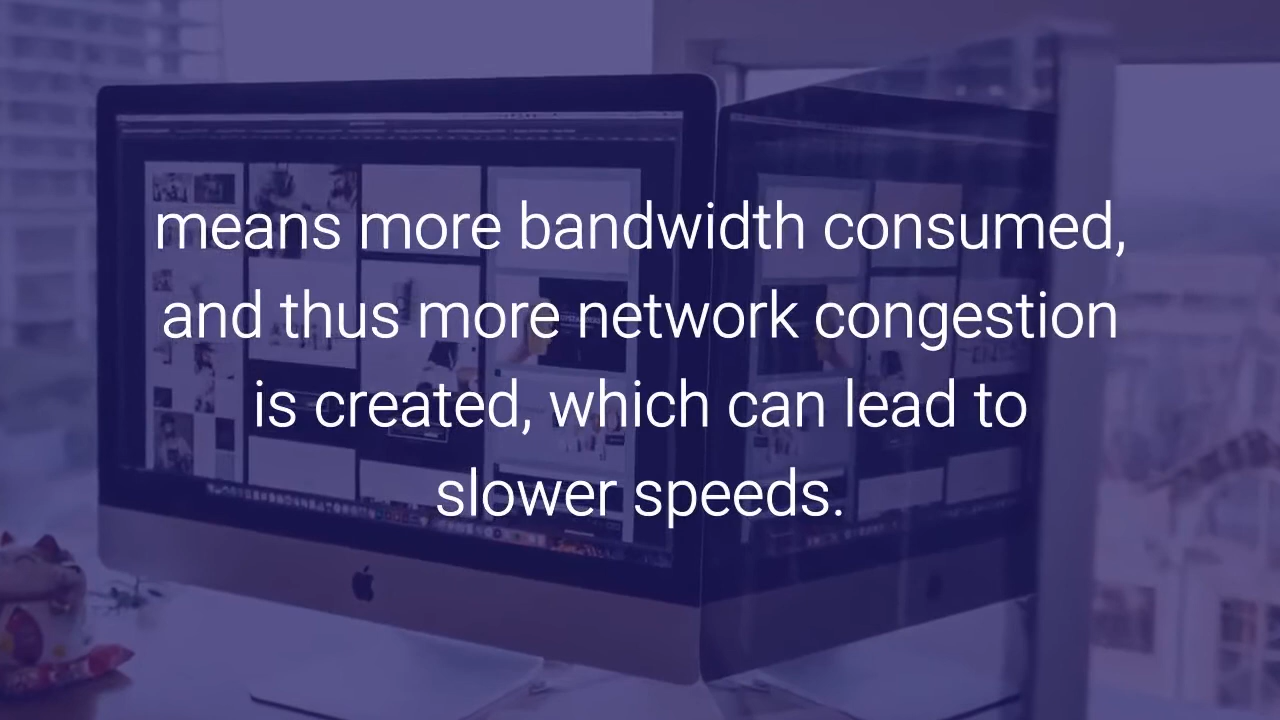 means more bandwidth consumed,
and thus more network congestion
is created, which can lead to
slower speeds.